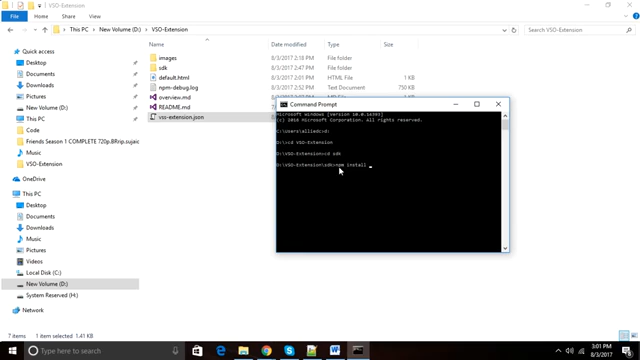 VSO-Extension
File
Home
Share
View
This PC > New Volume (D:) > VSO-Extension
Search VSO-Extension
Name
Date modified
Type
Size
images
8/3/2017 2:18 PM
File folder
sdk
8/3/2017 2:47 PM
File folder
default.html
8/3/2017 2:01 PM
HTML File
1 KB
npm-debug.log
8/3/2017 2:52 PM
Text Document
750 KB
overview.md
README.md
vss-extension.json
Quick access
Desktop
Documents
Downloads
Pictures
New Volume (D:)
This PC
Code
Friends Season 1 COMPLETE 720p.BRrip.sujaic
Music
VSO-Extension
OneDrive
This PC
Desktop
Documents
Downloads
Music
Pictures
Videos
Local Disk (C:)
New Volume (D:)
System Reserved (H:)
Network
Command Prompt
Microsoft Windows [Version 10.0.14393]
(c) 2016 Microsoft Corporation. All rights reserved.
C:\Users\alliedc>d:
D:\>cd VSO-Extension
D:\VSO-Extension>cd sdk
D:\VSO-Extension\sdk>npm install
7 items
1 item selected 1.41 KB
Type here to search
3:01 PM
8/3/2017